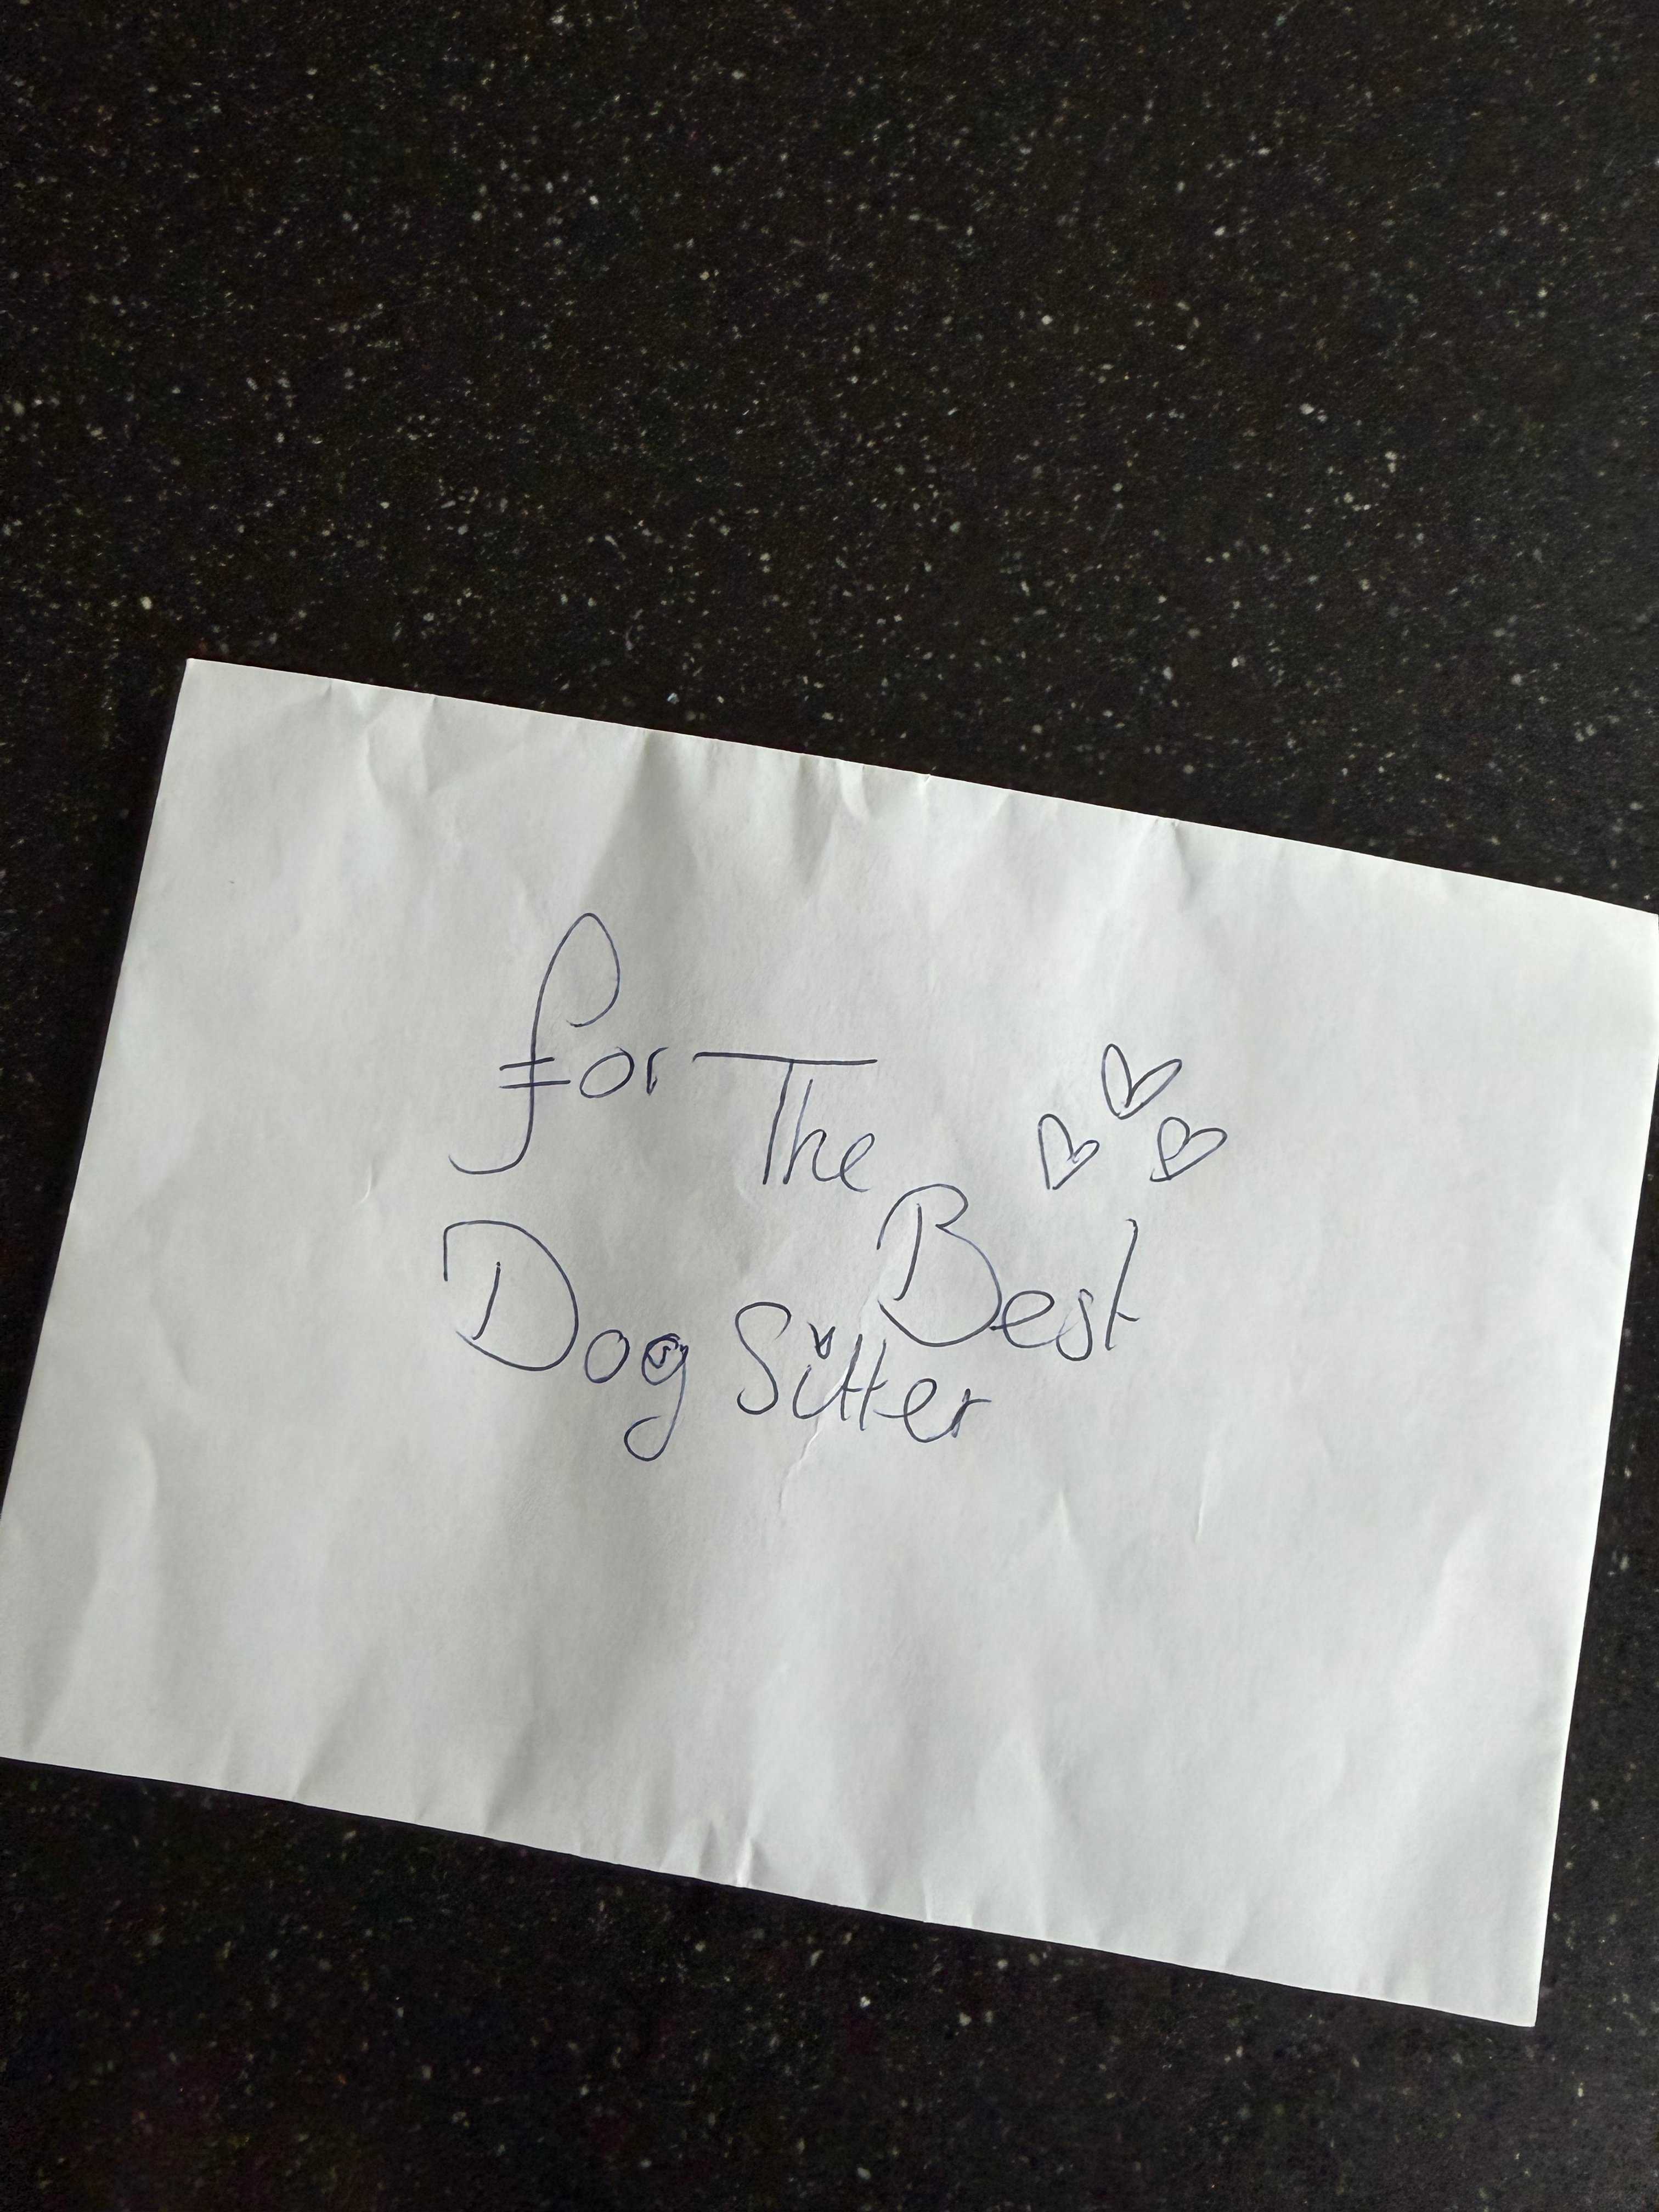 For The
Best
Dog Sitter